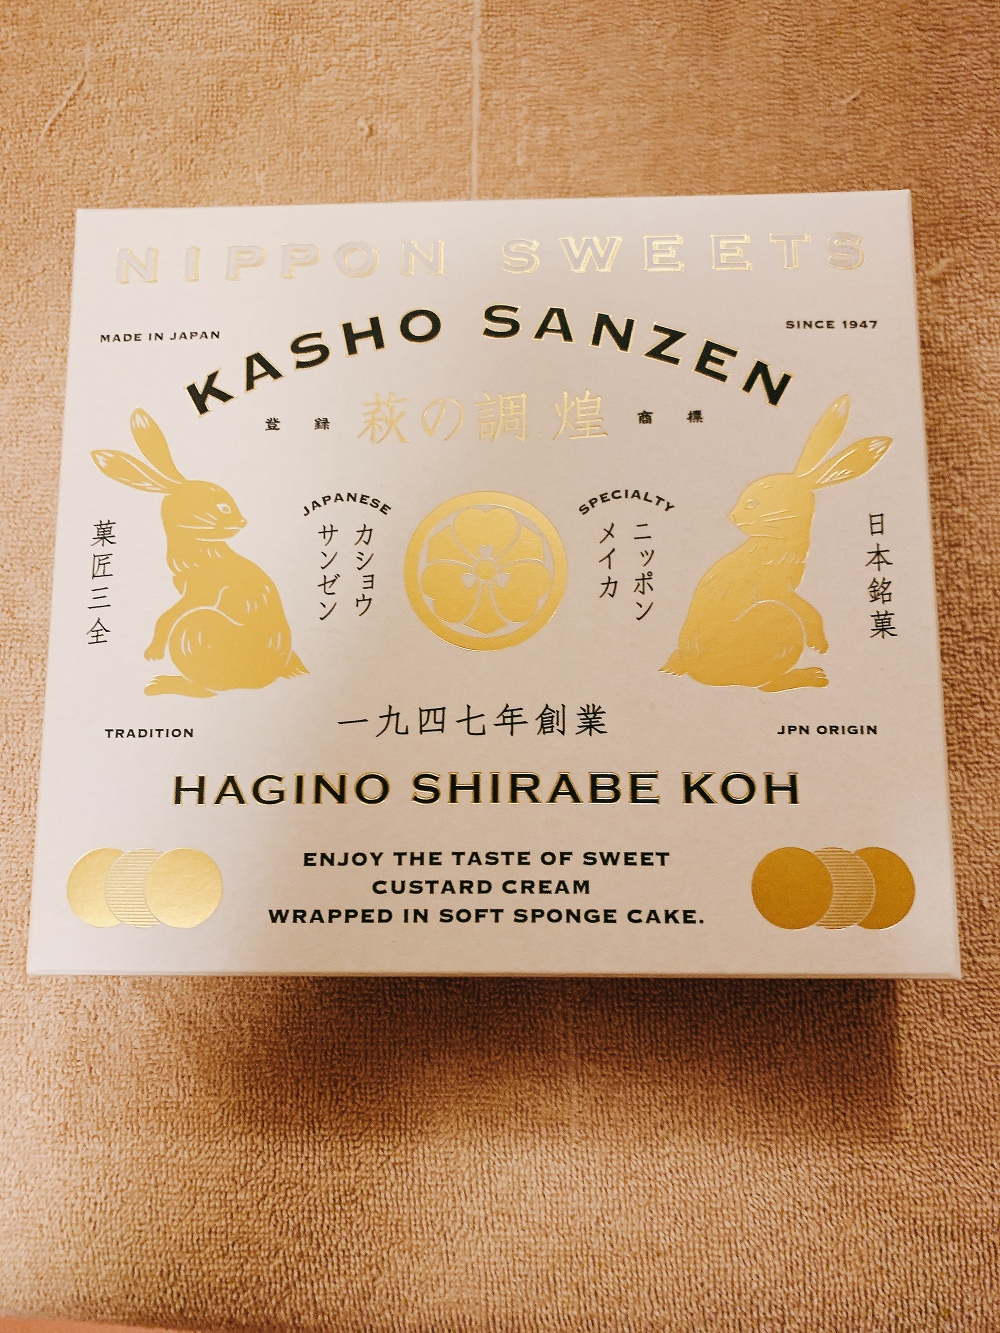 NIPPON SWEETS
MADE IN JAPAN
SINCE 1947
KASHO SANZEN
登録
萩の調 煌
商標
菓匠三全
JAPANESE
カショウ
サンゼン
SPECIALTY
ニッポン
メイカ
日本銘菓
TRADITION
一九四七年創業
JPN ORIGIN
HAGINO SHIRABE KOH
ENJOY THE TASTE OF SWEET
CUSTARD CREAM
WRAPPED IN SOFT SPONGE CAKE.